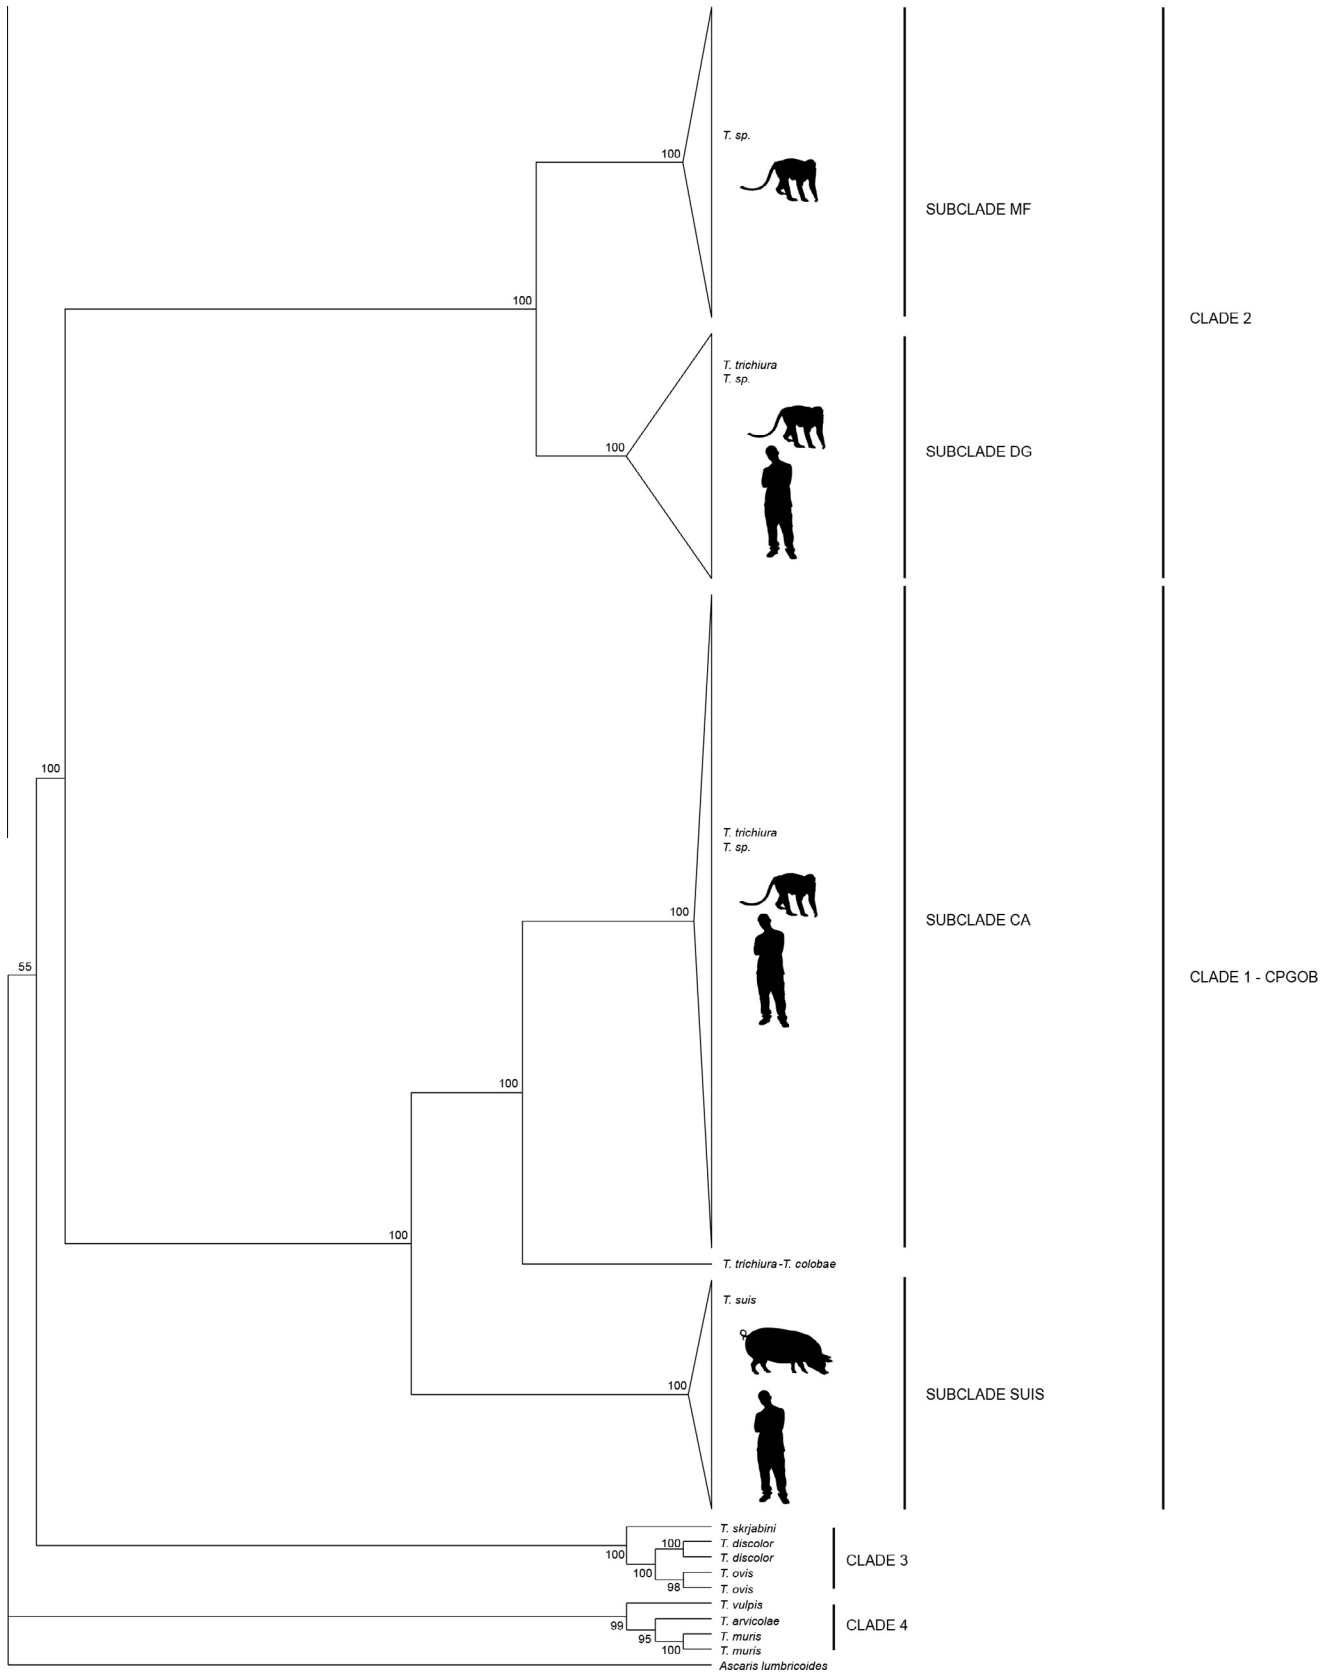 T. sp.
100
SUBCLADE MF
100
CLADE 2
T. trichiura
T. sp.
100
SUBCLADE DG
100
T. trichiura
T. sp.
100
SUBCLADE CA
55
CLADE 1 - CPGOB
100
100
T. trichiura - T. colobae
T. suis
100
SUBCLADE SUIS
T. skrjabini
100
T. discolor
100
T. discolor
CLADE 3
100
T. ovis
98
T. ovis
T. vulpis
99
T. arvicolae
CLADE 4
95
T. muris
100
T. muris
Ascaris lumbricoides